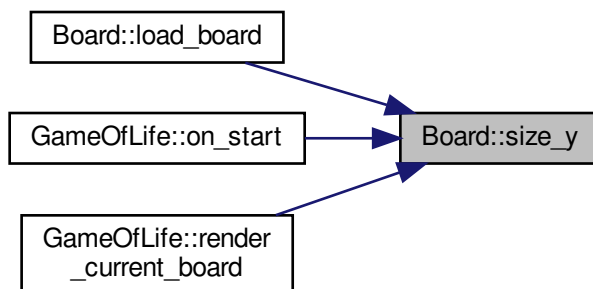 Board::load_board
GameOfLife::on_start
Board::size_y
GameOfLife::render
_current_board